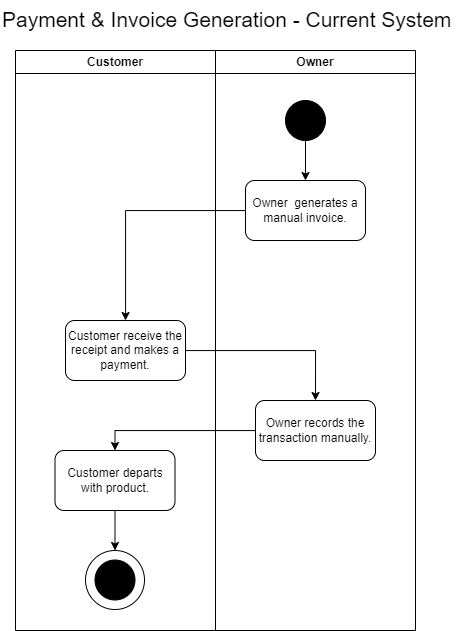 Payment & Invoice Generation - Current System
Customer
Owner
Owner generates a
manual invoice.
Customer receive the
receipt and makes a
payment.
Owner records the
transaction manually.
Customer departs
with product.